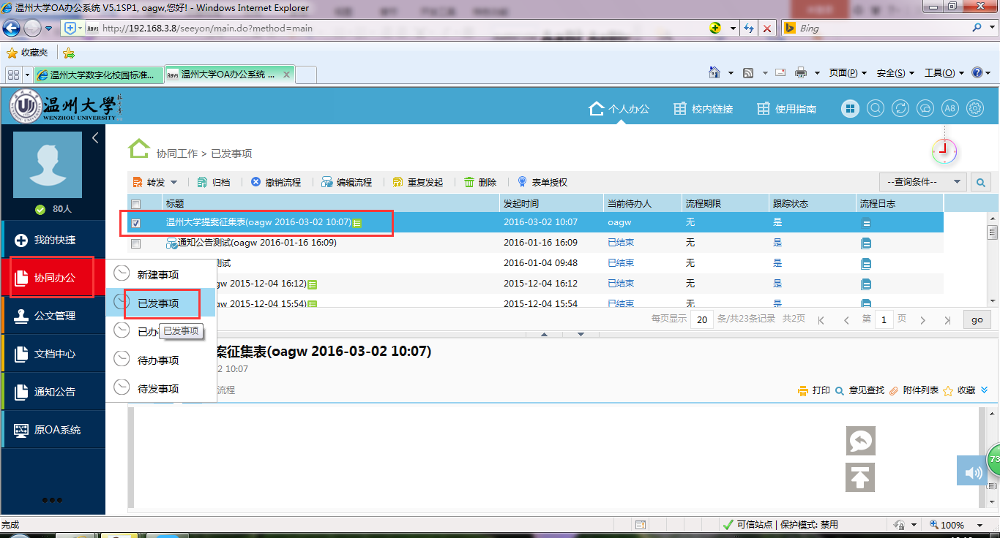 温州大学OA办公系统 V5.1SP1, oagw,您好! - Windows Internet Explorer
ABV5 http://192.168.3.8/seeyon/main.do?method=main
Bing
收藏夹
温州大学数字化校园标准...
ABV5 温州大学OA办公系统 ...
页面(P) 安全(S) 工具(O)
温州大学
WENZHOU UNIVERSITY
个人办公 校内链接 使用指南 A8
80人
我的快捷
协同办公
公文管理
文档中心
通知公告
原OA系统
新建事项
已发事项
已办
已发事项
待办事项
待发事项
协同工作 > 已发事项
转发 归档 撤销流程 编辑流程 重复发起 删除 表单授权 --查询条件--
标题 发起时间 当前待办人 流程期限 跟踪状态 流程日志
温州大学提案征集表(oagw 2016-03-02 10:07) 2016-03-02 10:07 oagw 无 是
通知公告测试(oagw 2016-01-16 16:09) 2016-01-16 16:09 已结束 无 是
测试 2016-01-04 09:48 已结束 无 是
gw 2015-12-04 16:12) 2015-12-04 16:12 已结束 无 是
gw 2015-12-04 15:54) 2015-12-04 15:54 已结束 无 是
每页显示 20 条/共23条记录 共2页 第 1 页 go
案征集表(oagw 2016-03-02 10:07)
2 10:07
流程
打印 意见查找 附件列表 收藏
73
完成
可信站点 | 保护模式: 禁用
100%